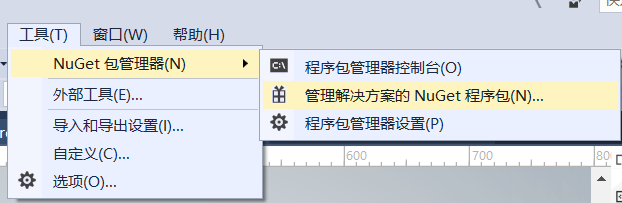 工具(T) 窗口(W) 帮助(H)
NuGet 包管理器(N)
外部工具(E)...
导入和导出设置(I)...
自定义(C)...
选项(O)...
程序包管理器控制台(O)
管理解决方案的 NuGet 程序包(N)...
程序包管理器设置(P)
600 700